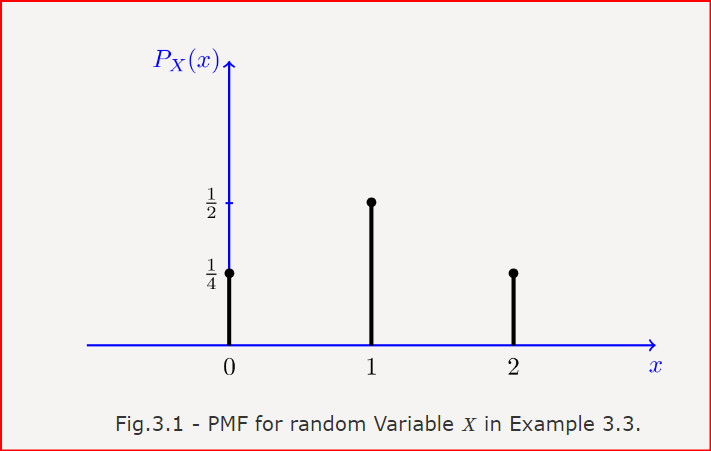 P_X(x)
1/2
1/4
0 1 2
x
Fig.3.1 - PMF for random Variable X in Example 3.3.